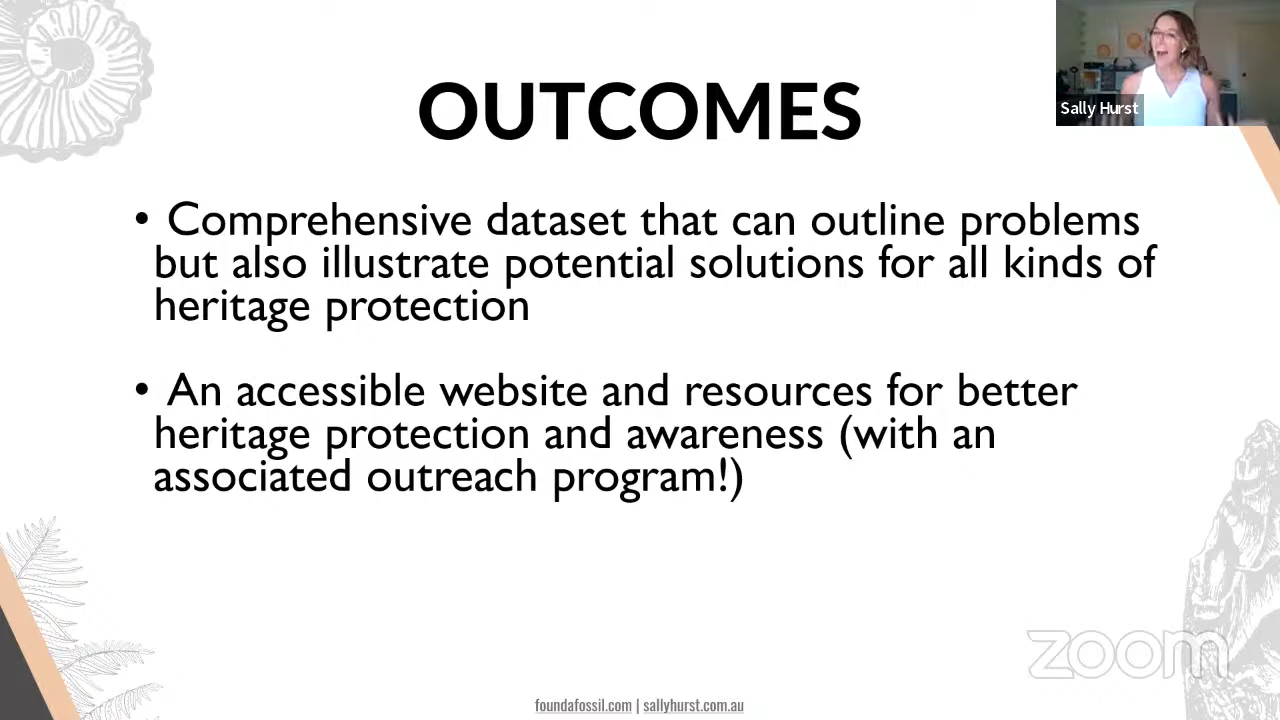 Sally Hurst
OUTCOMES
• Comprehensive dataset that can outline problems
but also illustrate potential solutions for all kinds of
heritage protection
• An accessible website and resources for better
heritage protection and awareness (with an
associated outreach program!)
zoom
foundafossil.com | sallyhurst.com.au